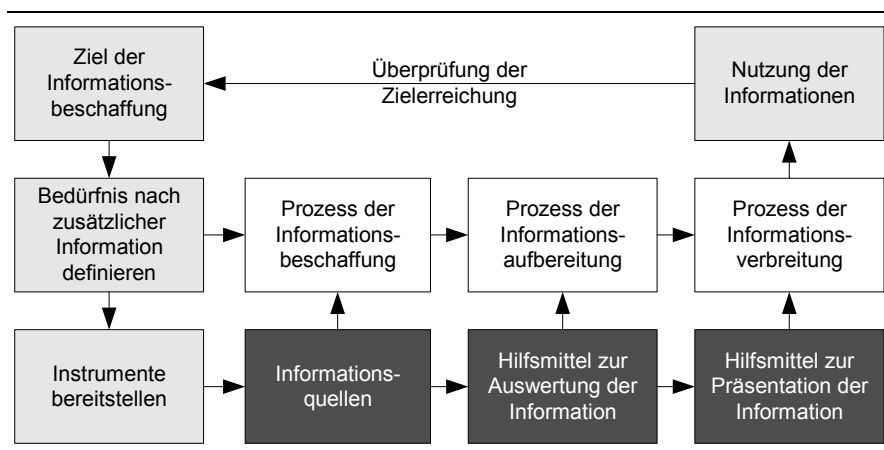 Ziel der
Informations-
beschaffung
Überprüfung der
Zielerreichung
Nutzung der
Informationen
Bedürfnis nach
zusätzlicher
Information
definieren
Prozess der
Informations-
beschaffung
Prozess der
Informations-
aufbereitung
Prozess der
Informations-
verbreitung
Instrumente
bereitstellen
Informations-
quellen
Hilfsmittel zur
Auswertung der
Information
Hilfsmittel zur
Präsentation der
Information